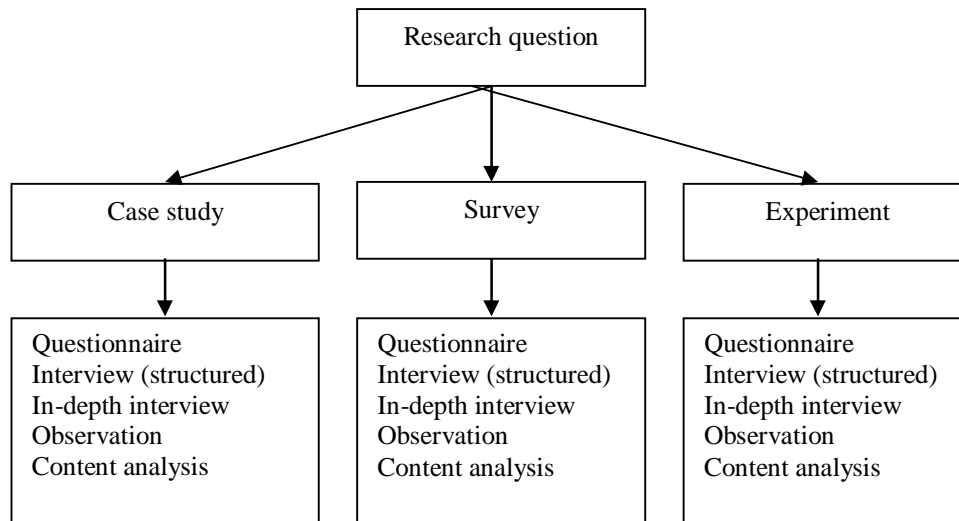 Research question
Case study
Survey
Experiment
Questionnaire
Interview (structured)
In-depth interview
Observation
Content analysis
Questionnaire
Interview (structured)
In-depth interview
Observation
Content analysis
Questionnaire
Interview (structured)
In-depth interview
Observation
Content analysis